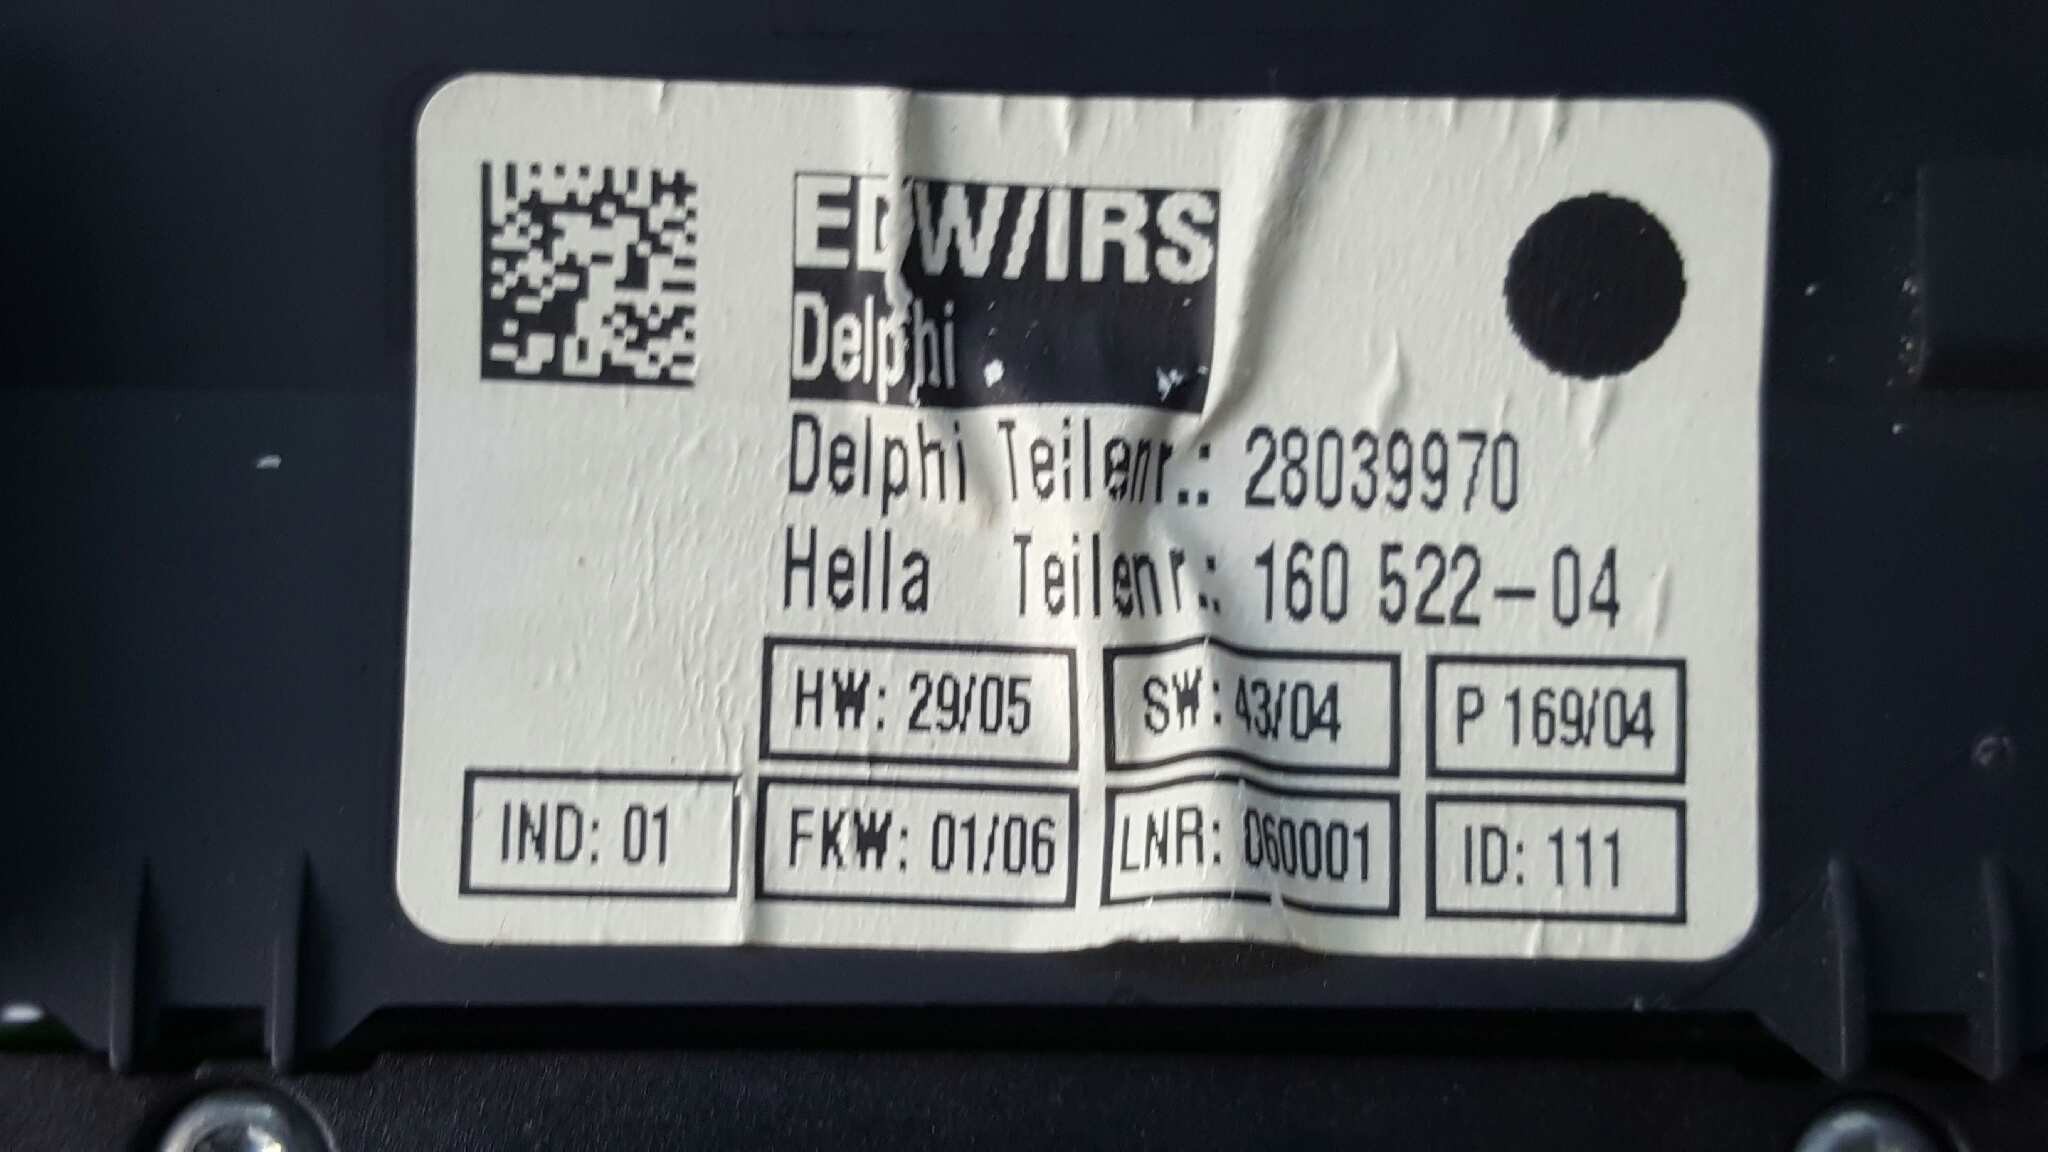 EDW/IRS
Delphi
Delphi Teilenr.: 28039970
Hella Teilenr.: 160 522-04
HW: 29/05 SW: 43/04 P 169/04
IND: 01 FKW: 01/06 LNR: 060001 ID: 111